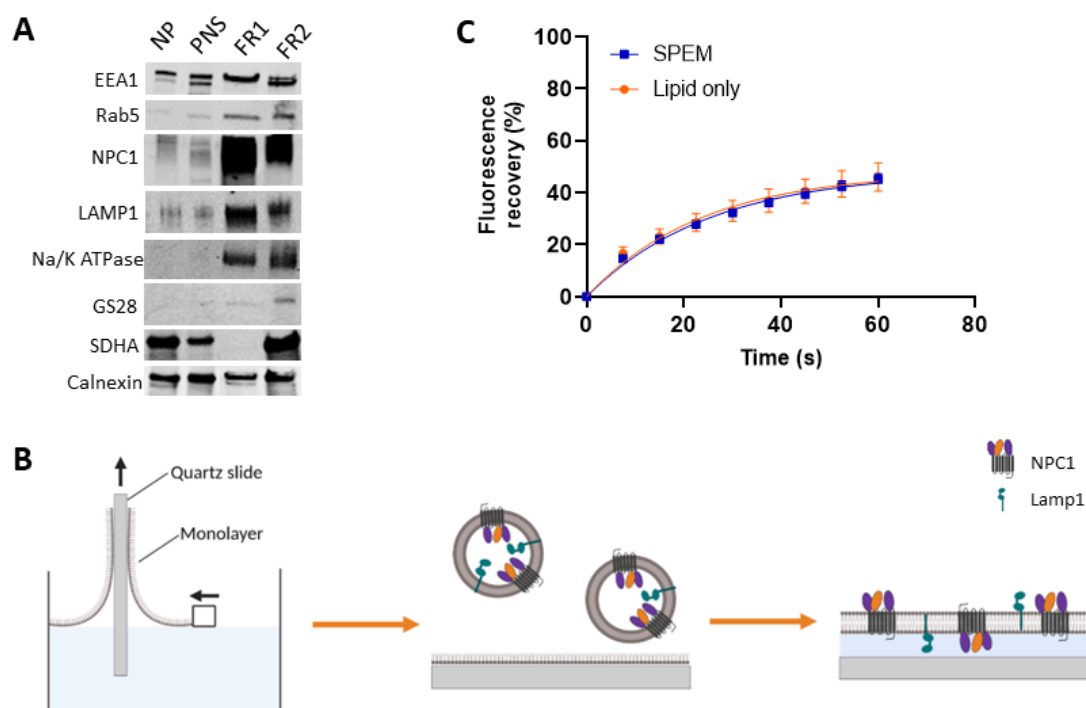 A
NP PNS FR1 FR2
EEA1
Rab5
NPC1
LAMP1
Na/K ATPase
GS28
SDHA
Calnexin
C
SPEM
Lipid only
Fluorescence
recovery (%)
100
80
60
40
20
0
0 20 40 60 80
Time (s)
B
Quartz slide
Monolayer
NPC1
Lamp1